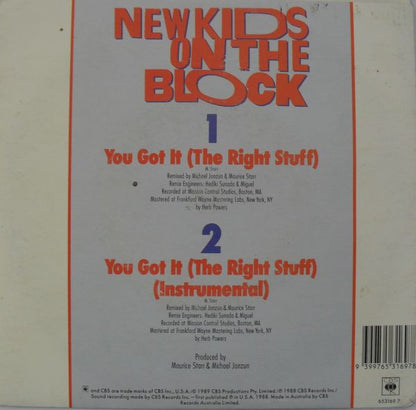 NEW KIDS
ON THE
BLOCK
1
You Got It (The Right Stuff)
M. Starr
Remixed by Michael Jonzun & Maurice Starr
Remix Engineers: Hediki Sunada & Miguel
Recorded at Mission Control Studios, Boston, MA
Mastered at Frankford Wayne Mastering Labs, New York, NY
by Herb Powers
2
You Got It (The Right Stuff)
(Instrumental)
M. Starr
Remixed by Michael Jonzun & Maurice Starr
Remix Engineers: Hediki Sunada & Miguel
Recorded at Mission Control Studios, Boston, MA
Mastered at Frankford Wayne Mastering Labs, New York, NY
by Herb Powers
Produced by
Maurice Starr & Michael Jonzun
and CBS are trade marks of CBS Inc., U.S.A. © 1989 CBS Productions Pty. Limited/℗ 1988 CBS Records Inc./
Sound recording made by CBS Records Inc. – first published in U.S.A. 1988. Made in Australia by CBS
Records Australia Limited.
9 399765 316978
CBS
653169 7